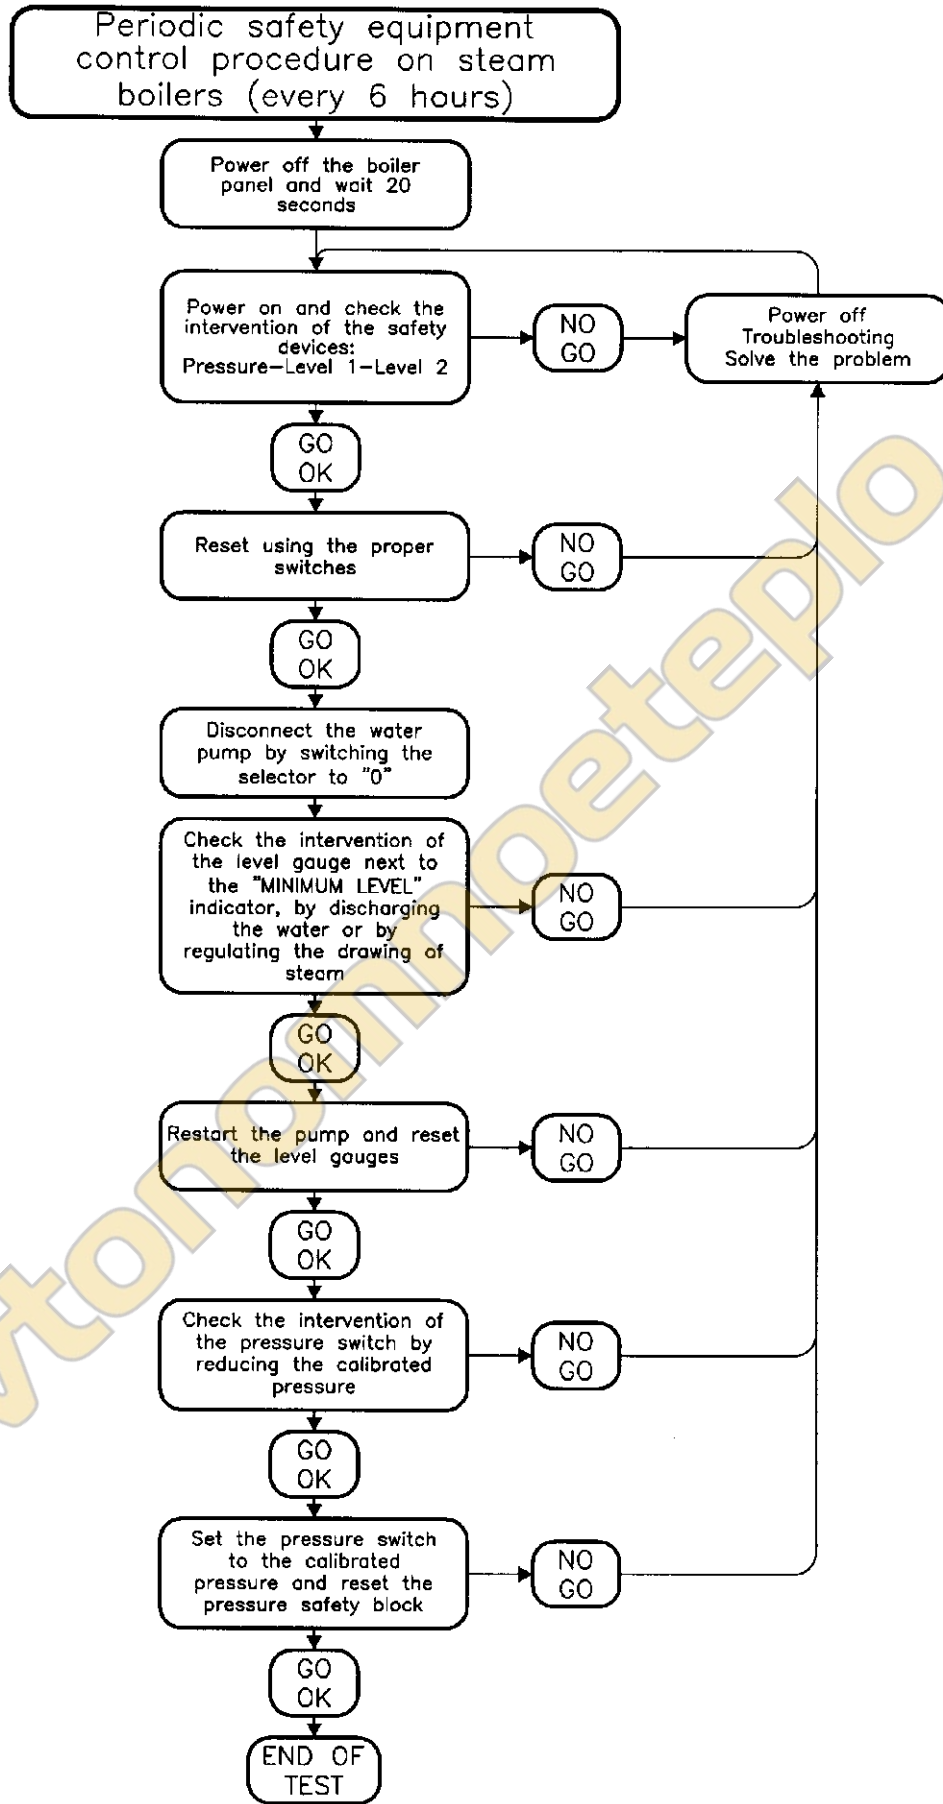 Periodic safety equipment
control procedure on steam
boilers (every 6 hours)
Power off the boiler
panel and wait 20
seconds
Power on and check the
intervention of the safety
devices:
Pressure-Level 1-Level 2
NO
GO
Power off
Troubleshooting
Solve the problem
GO
OK
Reset using the proper
switches
NO
GO
GO
OK
Disconnect the water
pump by switching the
selector to "0"
Check the intervention of
the level gauge next to
the "MINIMUM LEVEL"
indicator, by discharging
the water or by
regulating the drawing of
steam
NO
GO
GO
OK
Restart the pump and reset
the level gauges
NO
GO
GO
OK
Check the intervention of
the pressure switch by
reducing the calibrated
pressure
NO
GO
GO
OK
Set the pressure switch
to the calibrated
pressure and reset the
pressure safety block
NO
GO
GO
OK
END OF
TEST
vtonomnoeteplo